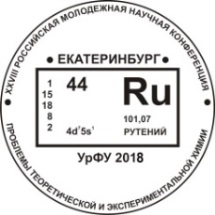 • XXVIII РОССИЙСКАЯ МОЛОДЕЖНАЯ НАУЧНАЯ КОНФЕРЕНЦИЯ •
ЕКАТЕРИНБУРГ
1
15
18
8
2
44
Ru
4d⁷5s¹
101,07
РУТЕНИЙ
УрФУ 2018
ПРОБЛЕМЫ ТЕОРЕТИЧЕСКОЙ И ЭКСПЕРИМЕНТАЛЬНОЙ ХИМИИ